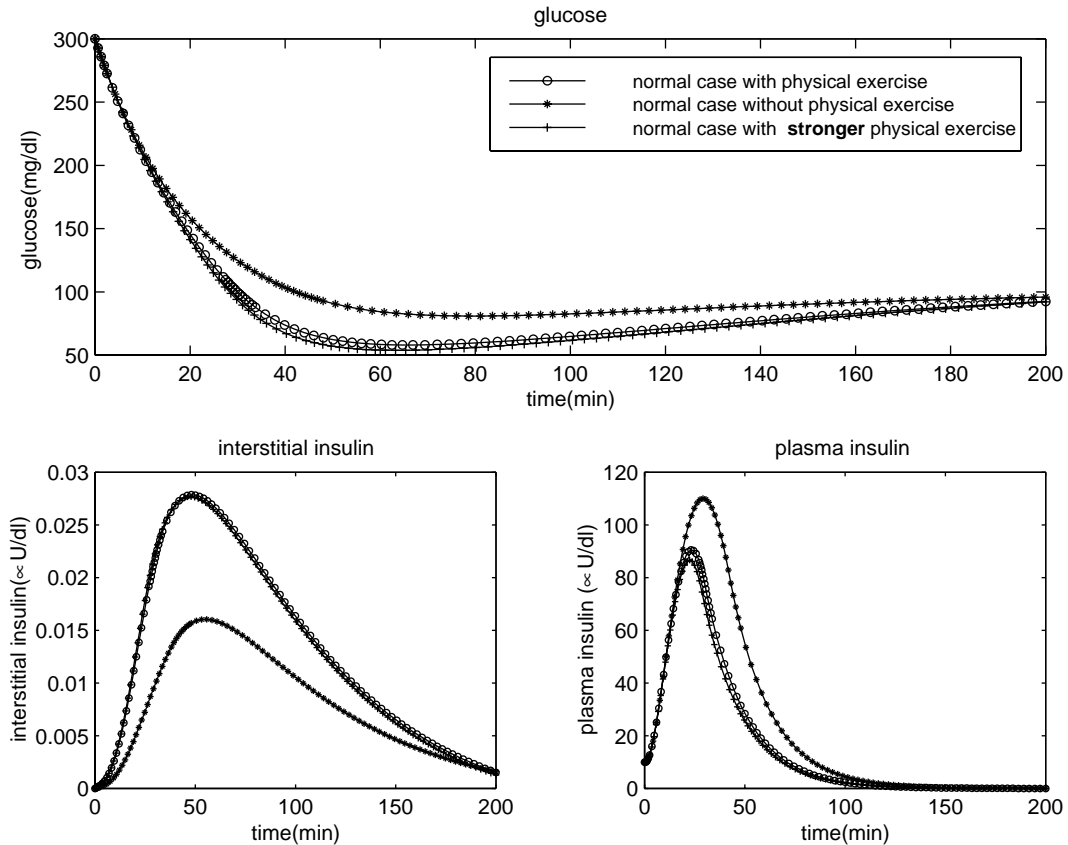 glucose
300
250
200
150
100
50
glucose(mg/dl)
normal case with physical exercise
normal case without physical exercise
normal case with stronger physical exercise
0 20 40 60 80 100 120 140 160 180 200
time(min)
interstitial insulin
0.03
0.025
0.02
0.015
0.01
0.005
0
interstitial insulin(∝ U/dl)
0 50 100 150 200
time(min)
plasma insulin
120
100
80
60
40
20
0
plasma insulin (∝ U/dl)
0 50 100 150 200
time(min)